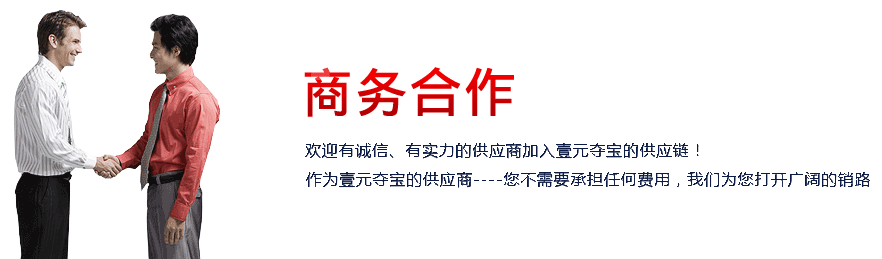 商务合作
欢迎有诚信、有实力的供应商加入壹元夺宝的供应链！
作为壹元夺宝的供应商----您不需要承担任何费用，我们为您打开广阔的销路